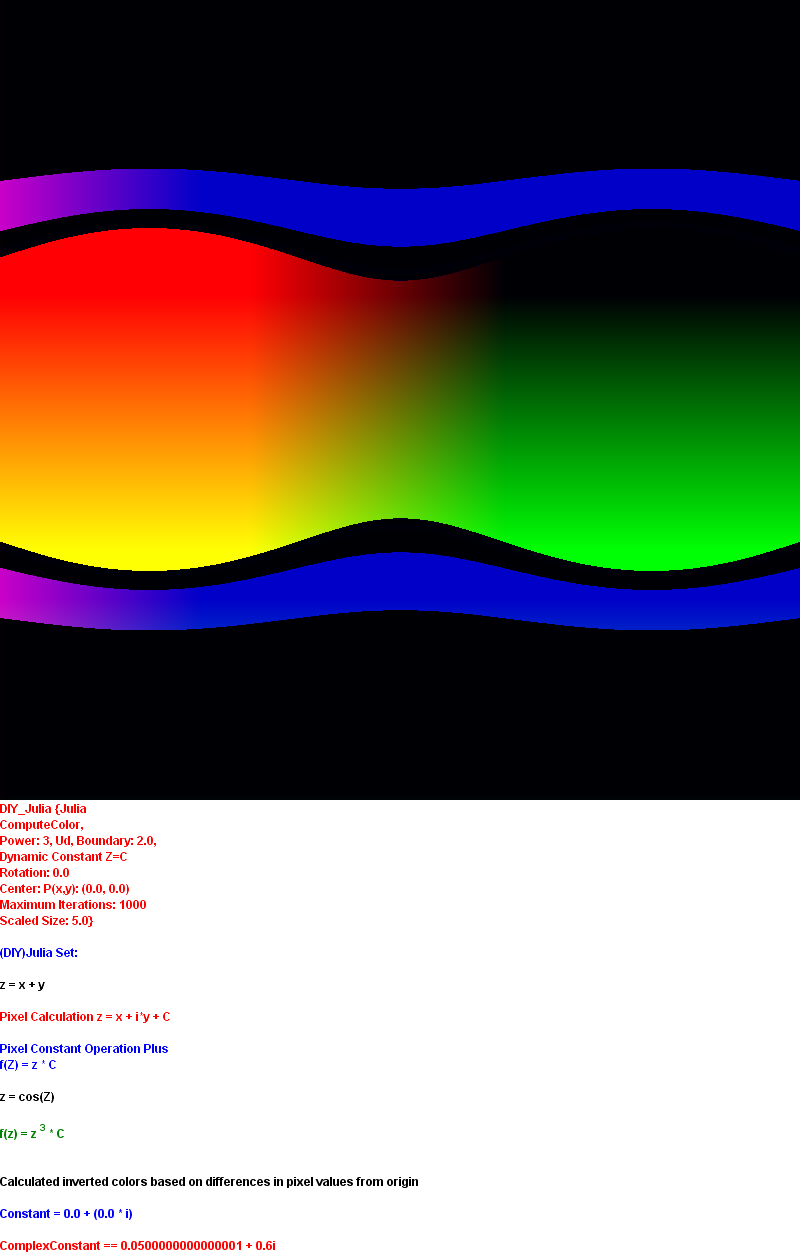 DIY_Julia {Julia
ComputeColor,
Power: 3, Ud, Boundary: 2.0,
Dynamic Constant Z=C
Rotation: 0.0
Center: P(x,y): (0.0, 0.0)
Maximum Iterations: 1000
Scaled Size: 5.0}
(DIY)Julia Set:
z = x + y
Pixel Calculation z = x + i*y + C
Pixel Constant Operation Plus
f(Z) = z * C
z = cos(Z)
f(z) = z ³ * C
Calculated inverted colors based on differences in pixel values from origin
Constant = 0.0 + (0.0 * i)
ComplexConstant == 0.0500000000000001 + 0.6i